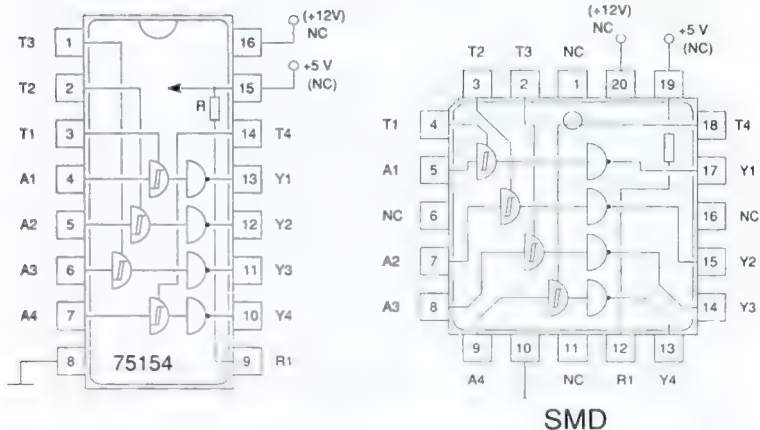 (+12V)
NC
T3 1 16
+5 V
(NC)
T2 2 15
R
T1 3 14 T4
A1 4 13 Y1
A2 5 12 Y2
A3 6 11 Y3
A4 7 10 Y4
8 75154 9 R1
(+12V)
NC
+5 V
(NC)
T2 T3 NC
3 2 1 20 19
T1 4 18 T4
A1 5 17 Y1
NC 6 16 NC
A2 7 15 Y2
A3 8 14 Y3
9 10 11 12 13
A4 NC R1 Y4
SMD